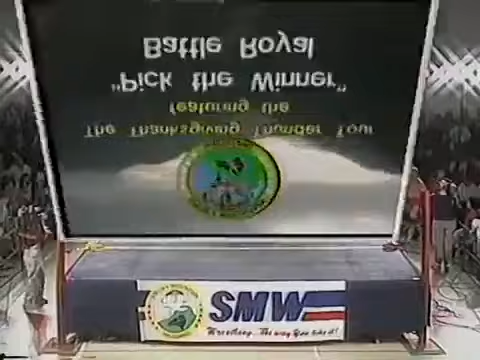 The Thanksgiving Thunder Tour
featuring the
"Pick the Winner"
Battle Royal
SMW
Wrestling...The way You like it!